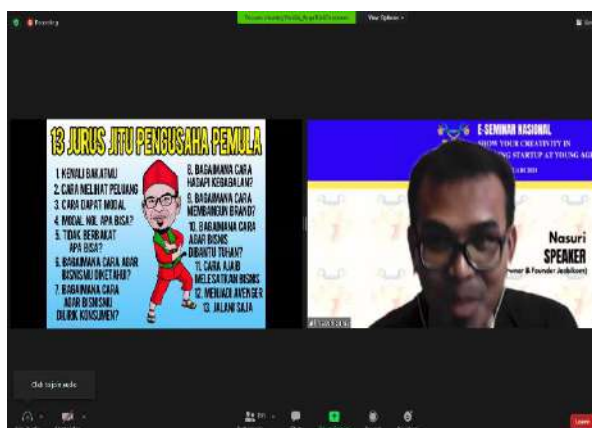 Recording
View Options
13 JURUS JITU PENGUSAHA PEMULA
1. KENALI BAKATMU
2. CARA MELIHAT PELUANG
3. CARA DAPAT MODAL
4. MODAL NOL APA BISA?
5. TIDAK BERBAKAT
APA BISA?
6. BAGAIMANA CARA AGAR
BISNISMU DIKETAHUI?
7. BAGAIMANA CARA
AGAR BISNISMU
DILIRIK KONSUMEN?
8. BAGAIMANA CARA
HADAPI KEGAGALAN?
9. BAGAIMANA CARA
MEMBANGUN BRAND?
10. BAGAIMANA CARA
AGAR BISNIS
DIBANTU TUHAN?
11. CARA AJAIB
MELESATKAN BISNIS
12. MENJADI AVENGER
13. JALANI SAJA
E-SEMINAR NASIONAL
SHOW YOUR CREATIVITY IN
STARTUP AT YOUNG AGE
Nasuri
SPEAKER
& Founder
Click to join audio
Leave